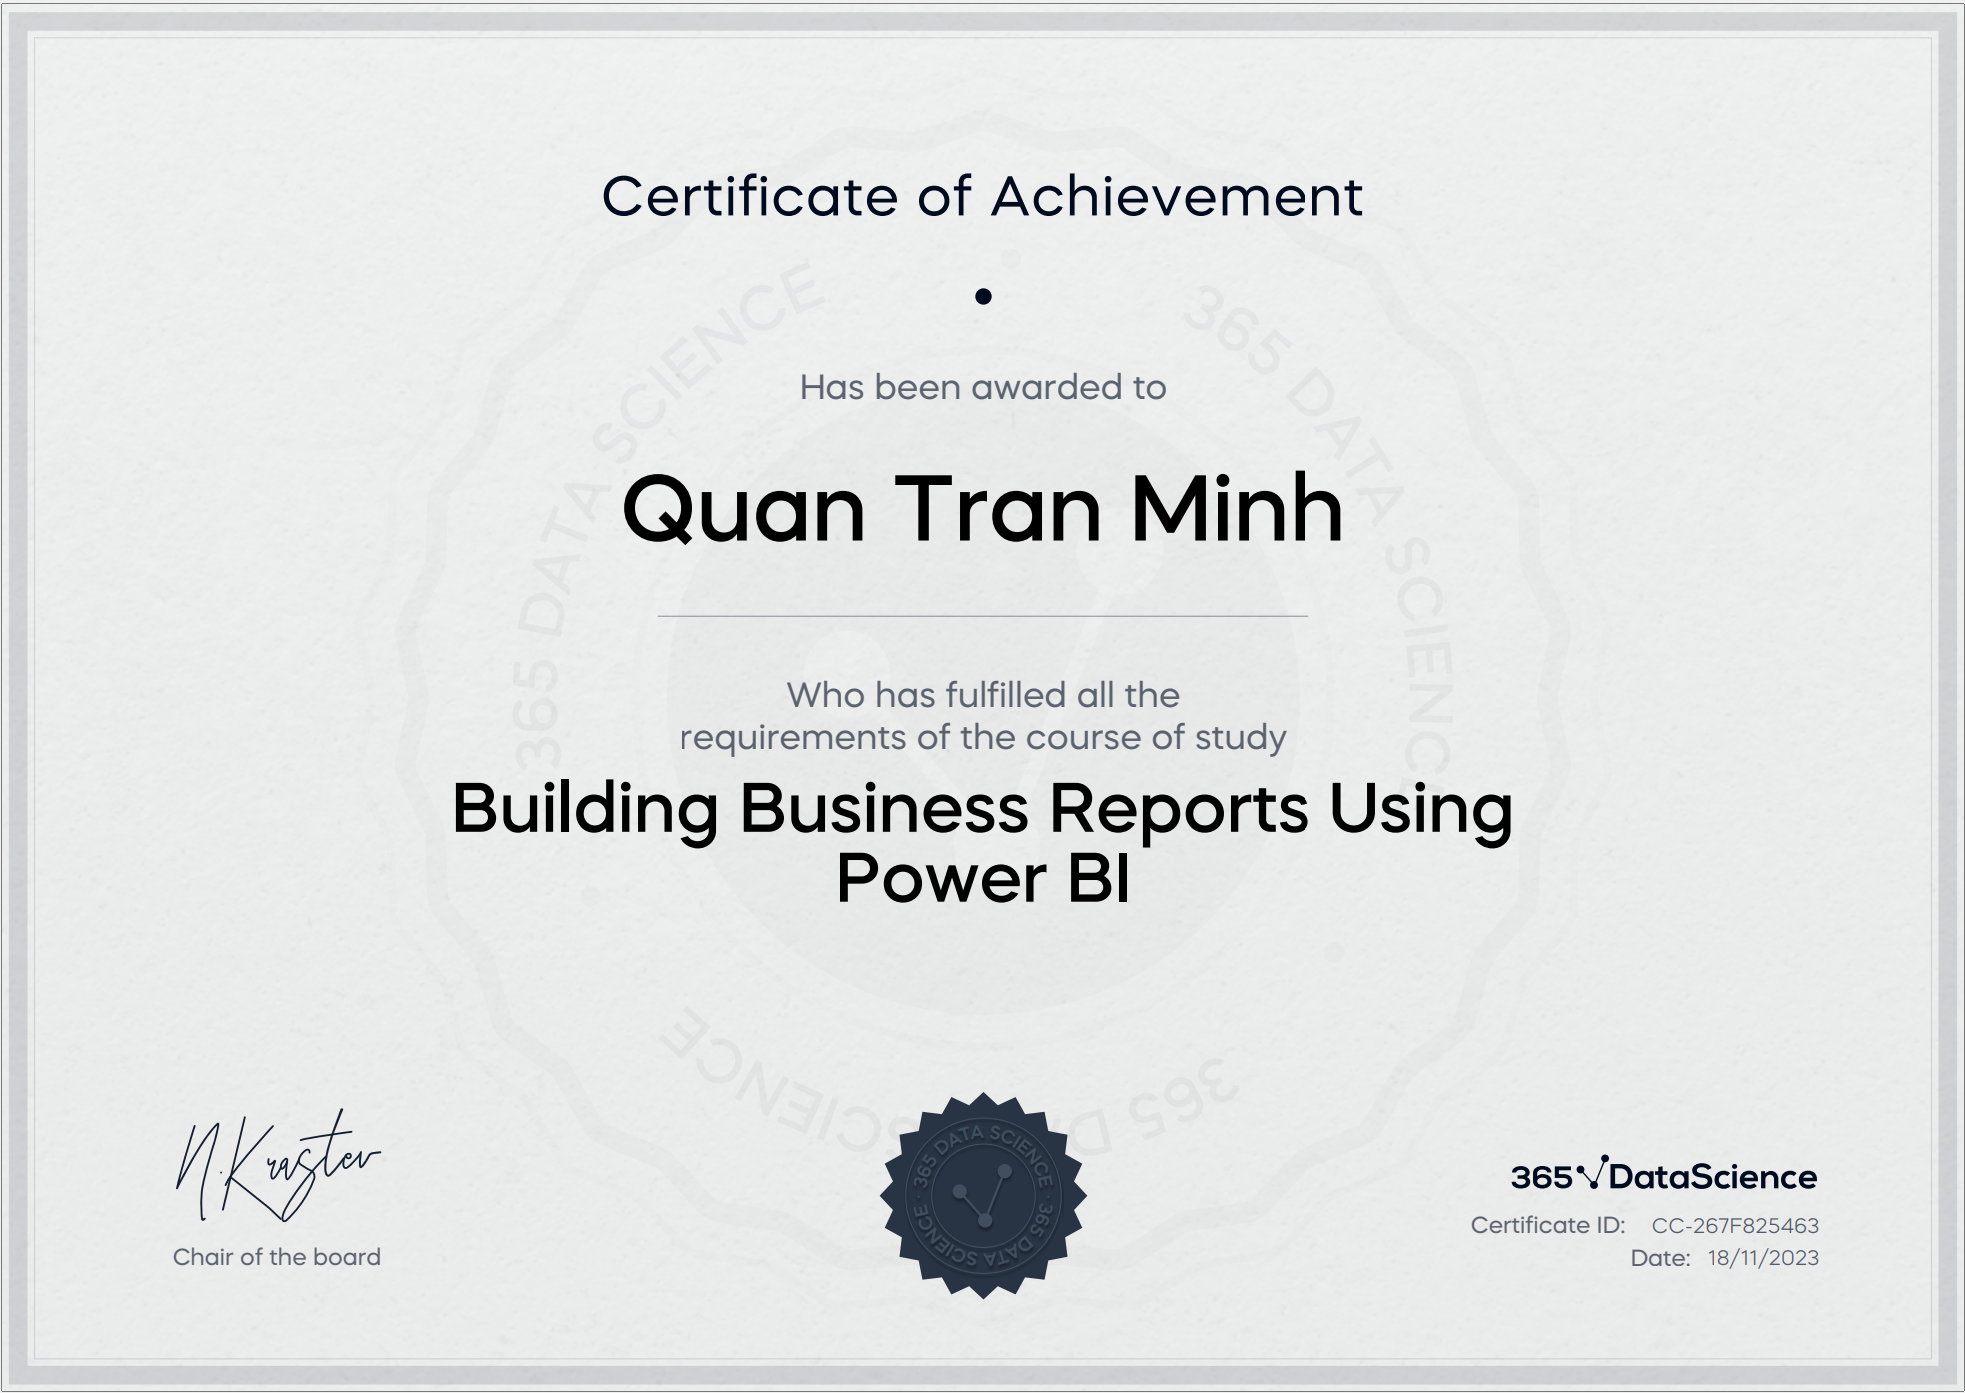 Certificate of Achievement
Has been awarded to
Quan Tran Minh
Who has fulfilled all the
requirements of the course of study
Building Business Reports Using
Power BI
N.Krastev
Chair of the board
365 DATA SCIENCE · 365 DATA SCIENCE ·
365 DataScience
Certificate ID: CC-267F825463
Date: 18/11/2023
365 DATA SCIENCE
365 DATA SCIENCE
365 DATA SCIENCE